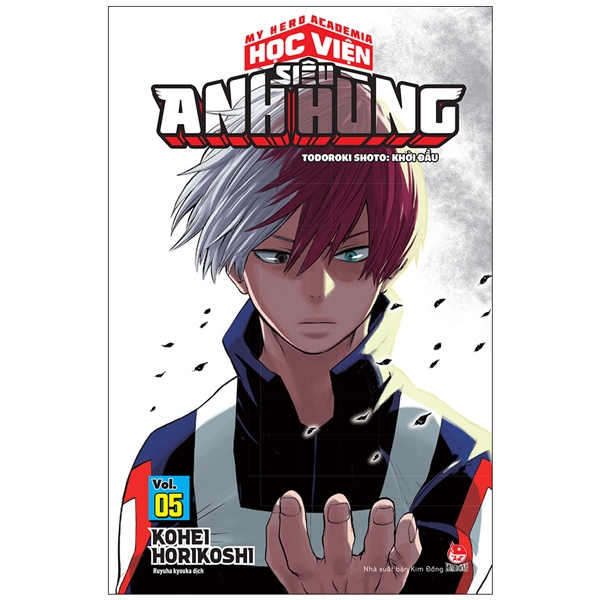 MY HERO ACADEMIA
HỌC VIỆN
SIÊU
ANH HÙNG
TODOROKI SHOTO: KHỞI ĐẦU
Vol.
05
KOHEI
HORIKOSHI
Ruyuha kyouka dịch
Nhà xuất bản Kim Đồng